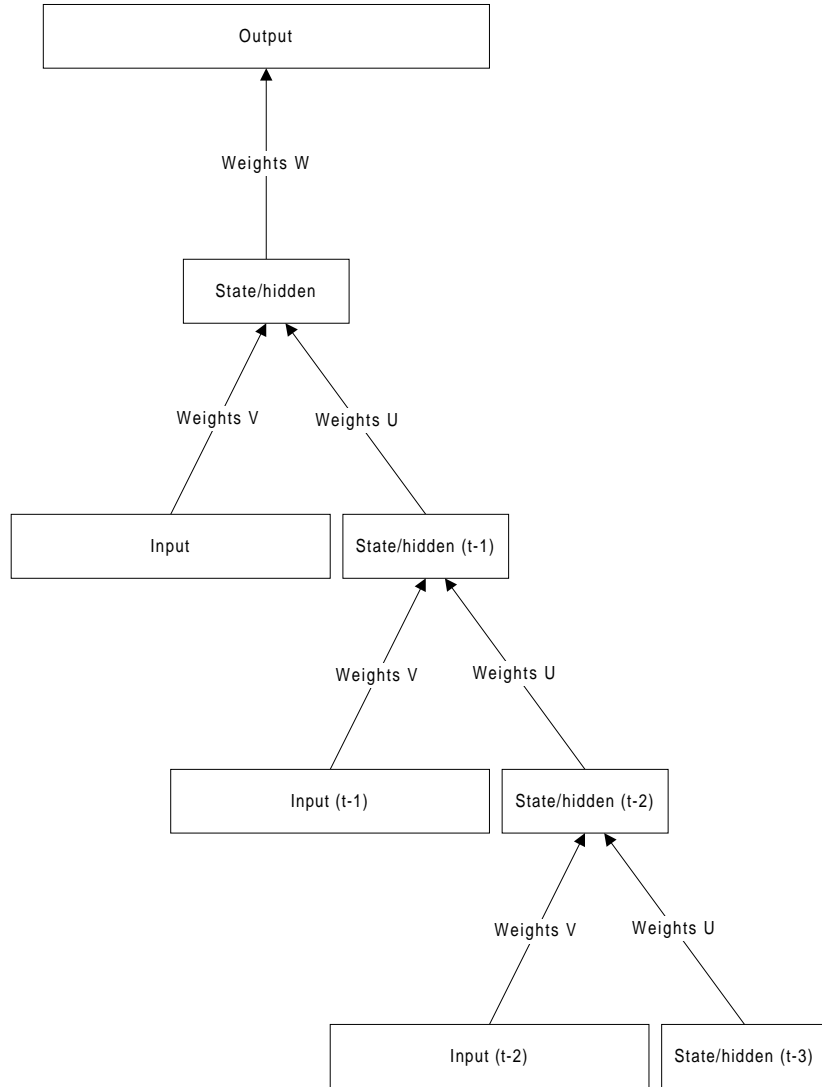 Output
Weights W
State/hidden
Weights V
Weights U
Input
State/hidden (t-1)
Weights V
Weights U
Input (t-1)
State/hidden (t-2)
Weights V
Weights U
Input (t-2)
State/hidden (t-3)